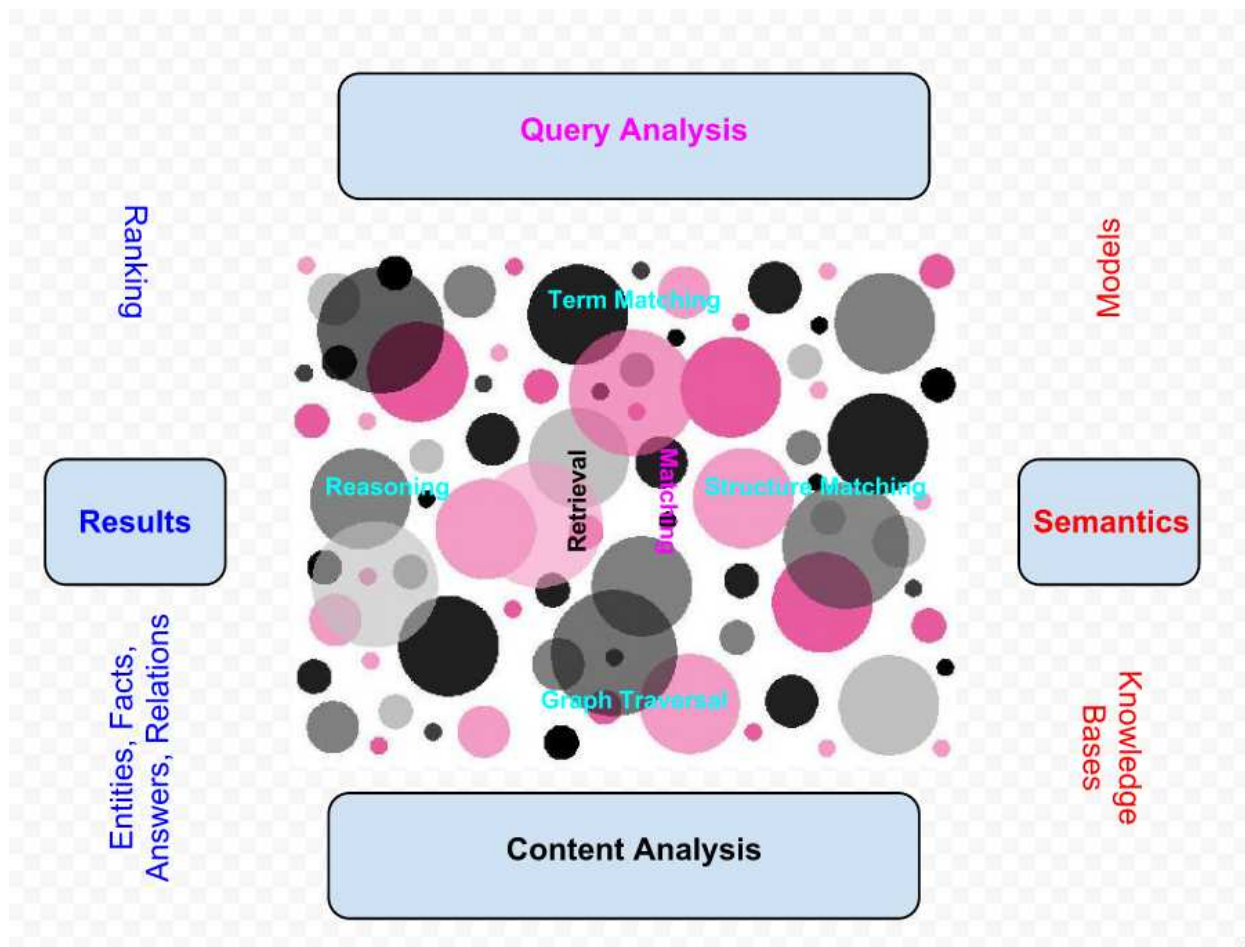 Query Analysis
Ranking
Models
Term Matching
Retrieval
Matching
Reasoning
Structure Matching
Results
Semantics
Entities, Facts,
Answers, Relations
Knowledge
Bases
Graph Traversal
Content Analysis